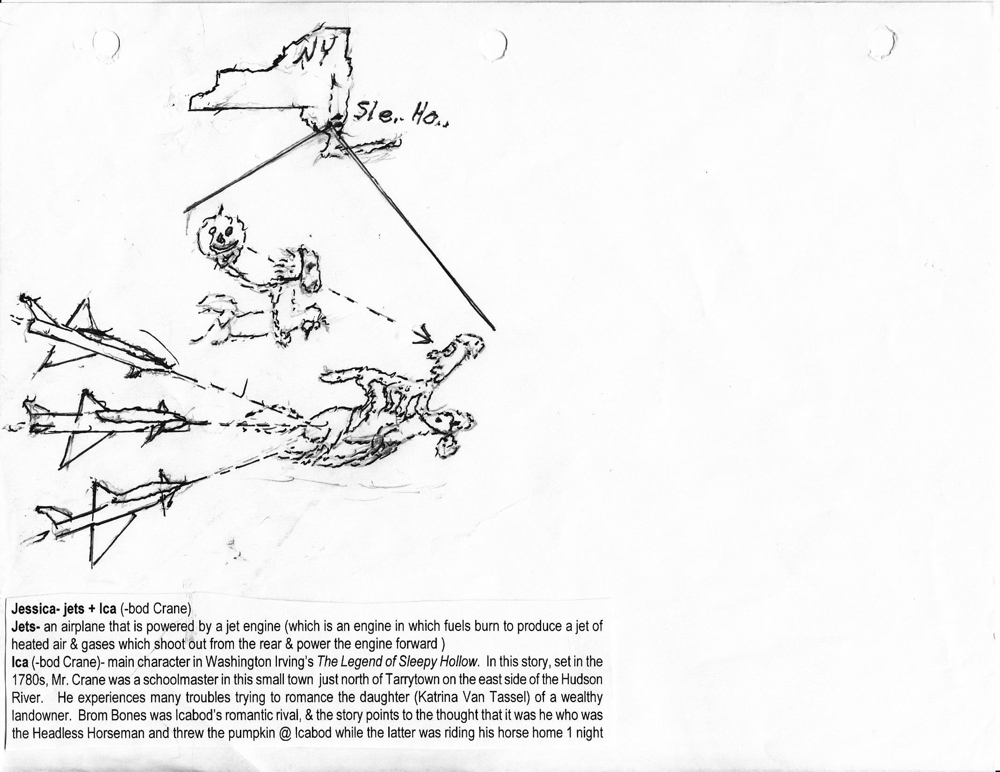 NY
Sle.. Ho..
Jessica- jets + Ica (-bod Crane)
Jets- an airplane that is powered by a jet engine (which is an engine in which fuels burn to produce a jet of
heated air & gases which shoot out from the rear & power the engine forward )
Ica (-bod Crane)- main character in Washington Irving's The Legend of Sleepy Hollow. In this story, set in the
1780s, Mr. Crane was a schoolmaster in this small town just north of Tarrytown on the east side of the Hudson
River. He experiences many troubles trying to romance the daughter (Katrina Van Tassel) of a wealthy
landowner. Brom Bones was Icabod's romantic rival, & the story points to the thought that it was he who was
the Headless Horseman and threw the pumpkin @ Icabod while the latter was riding his horse home 1 night